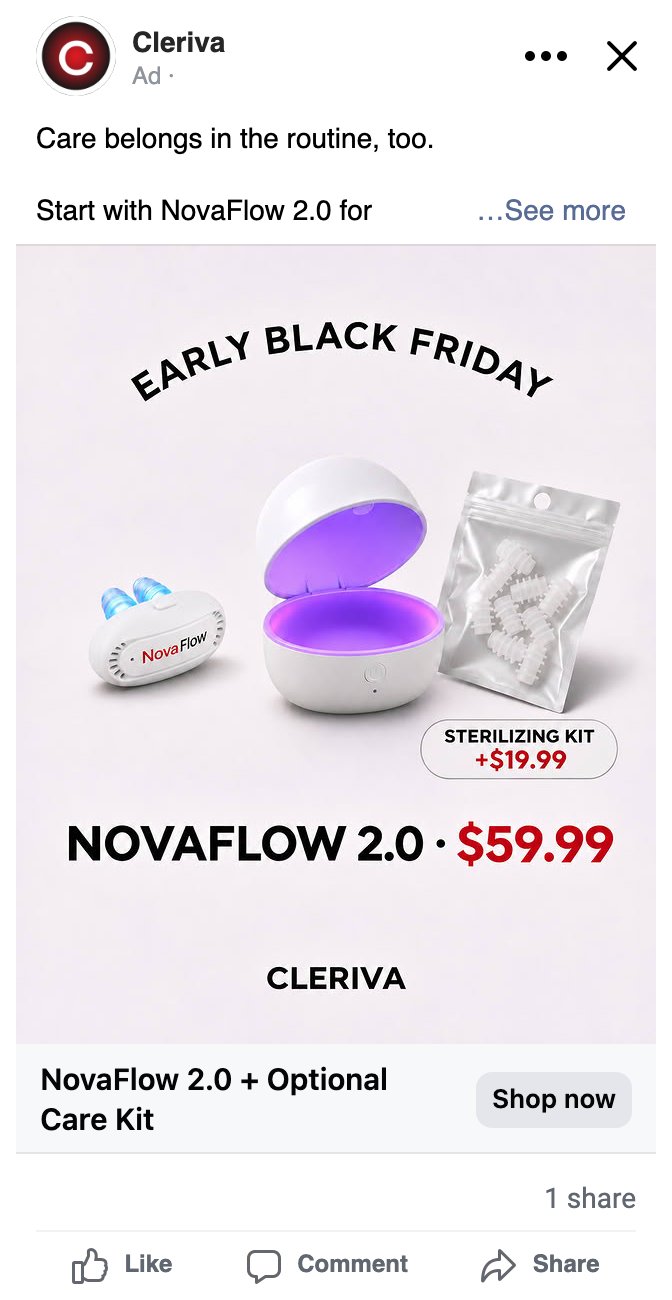 C
Cleriva
Ad ·
Care belongs in the routine, too.
Start with NovaFlow 2.0 for ...See more
EARLY BLACK FRIDAY
NovaFlow
STERILIZING KIT
+$19.99
NOVAFLOW 2.0 · $59.99
CLERIVA
NovaFlow 2.0 + Optional
Care Kit
Shop now
1 share
Like Comment Share